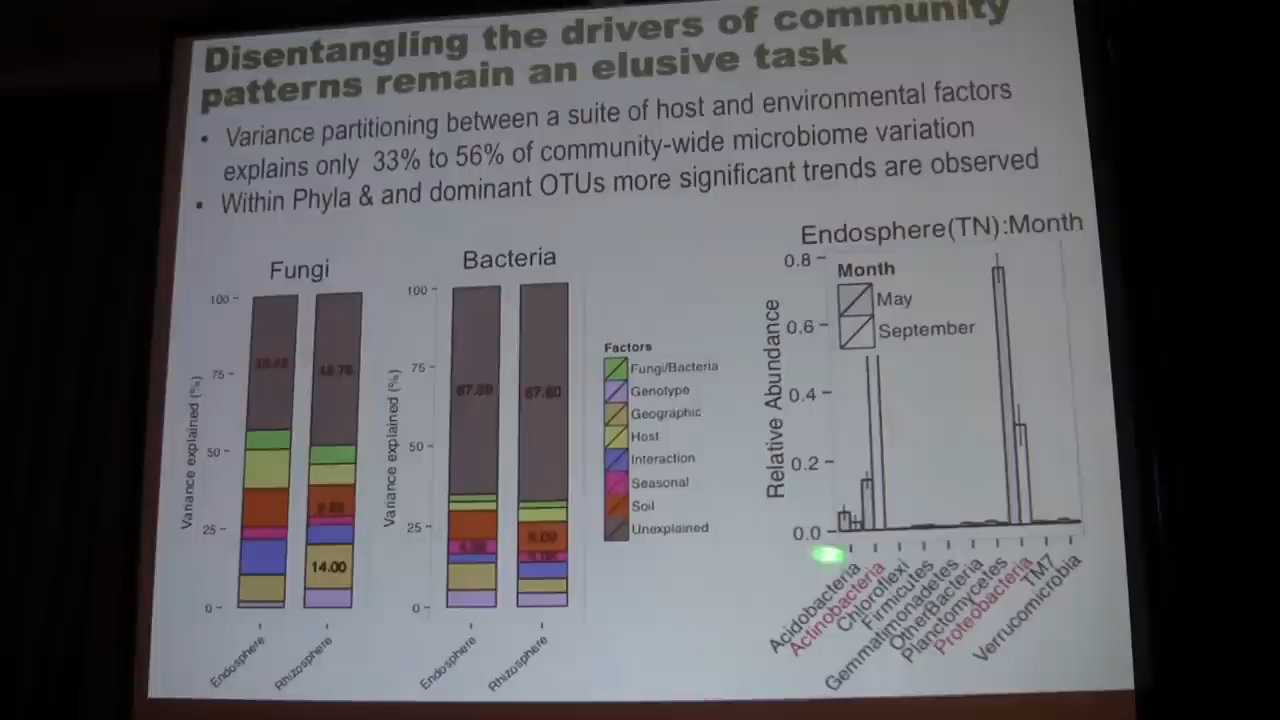 Disentangling the drivers of community
patterns remain an elusive task
• Variance partitioning between a suite of host and environmental factors
explains only 33% to 56% of community-wide microbiome variation
• Within Phyla & and dominant OTUs more significant trends are observed
Fungi
Variance explained (%)
100
75
50
25
0
14.00
Endosphere
Rhizosphere
Bacteria
Variance explained (%)
100
75
50
25
0
67.60
Endosphere
Rhizosphere
Factors
Fungi/Bacteria
Genotype
Geographic
Host
Interaction
Seasonal
Soil
Unexplained
Endosphere(TN):Month
Relative Abundance
0.8
0.6
0.4
0.2
0.0
Month
May
September
Acidobacteria
Actinobacteria
Chloroflexi
Firmicutes
Gemmatimonadetes
OtherBacteria
Planctomycetes
Proteobacteria
TM7
Verrucomicrobia